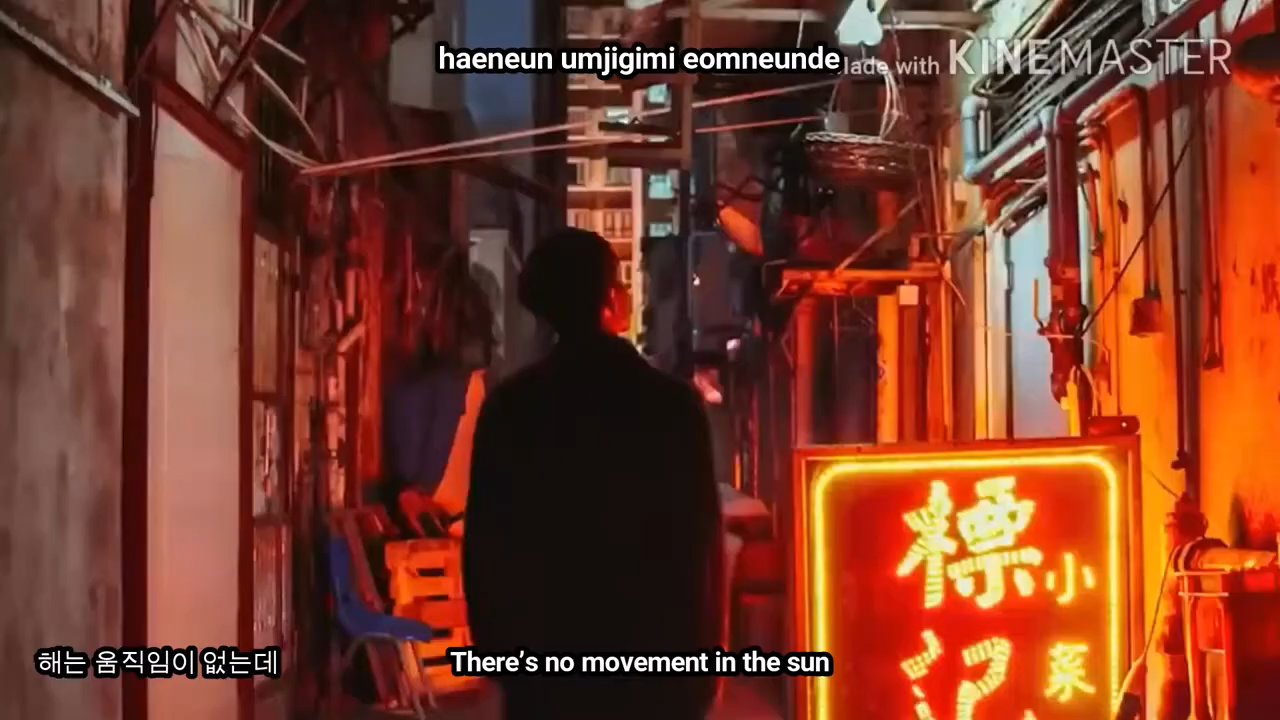 haeneun umjigimi eomneunde
Made with KINEMASTER
標記
小菜
해는 움직임이 없는데
There’s no movement in the sun